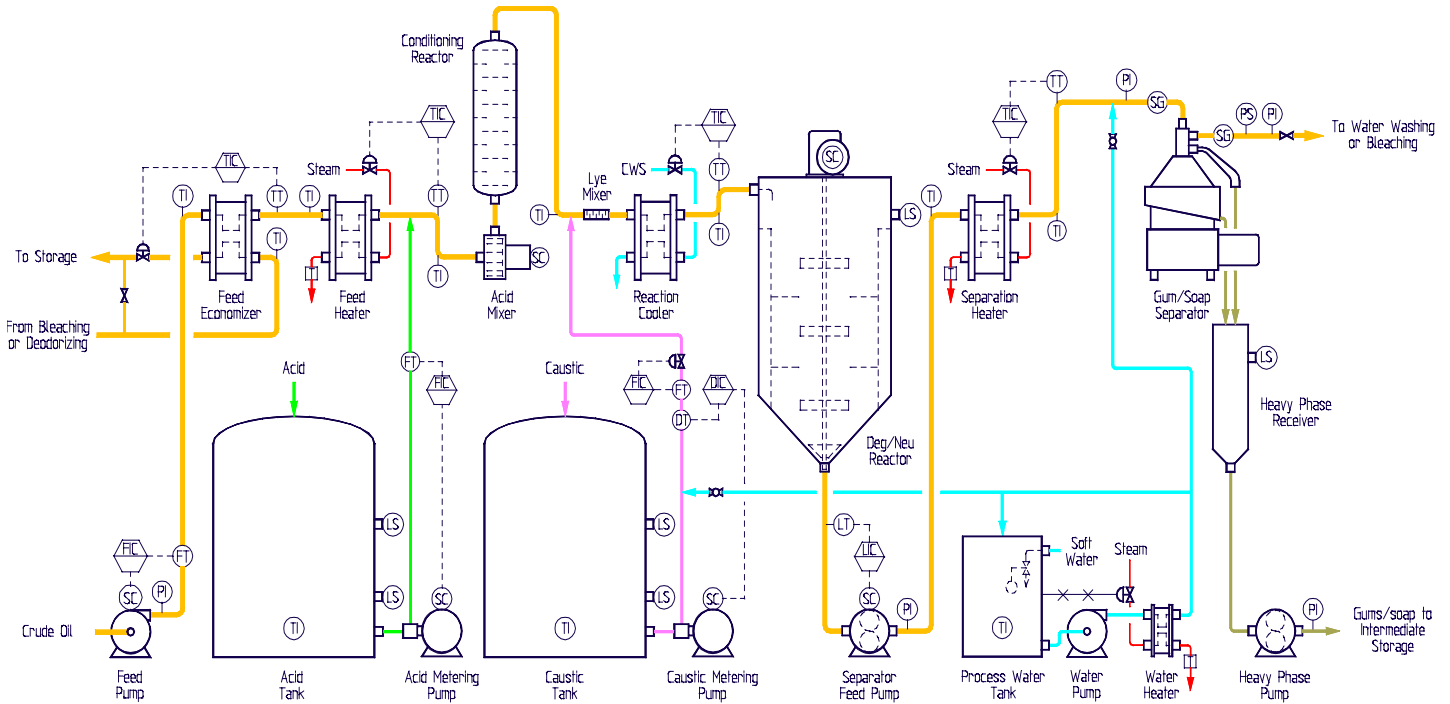 Conditioning
Reactor
TIC
TIC
TIC
TIC
TT
PI
SG
SG
PS
PI
To Water Washing
or Bleaching
Steam
TI
TT
TI
TT
TI
Lye
Mixer
CWS
TT
SC
LS
Steam
TI
TI
TI
SC
TI
TI
To Storage
Feed
Economizer
Feed
Heater
Acid
Mixer
Reaction
Cooler
Separation
Heater
Gum/Soap
Separator
From Bleaching
or Deodorizing
Acid
FT
FIC
Caustic
FIC
FT
DIC
DT
LS
Heavy Phase
Receiver
Deg/Neu
Reactor
FIC
FT
LS
LS
LT
LIC
Soft
Water
Steam
SC
PI
LS
SC
LS
SC
SC
PI
PI
Crude Oil
TI
TI
TI
Gums/soap to
Intermediate
Storage
Feed
Pump
Acid
Tank
Acid Metering
Pump
Caustic
Tank
Caustic Metering
Pump
Separator
Feed Pump
Process Water
Tank
Water
Pump
Water
Heater
Heavy Phase
Pump